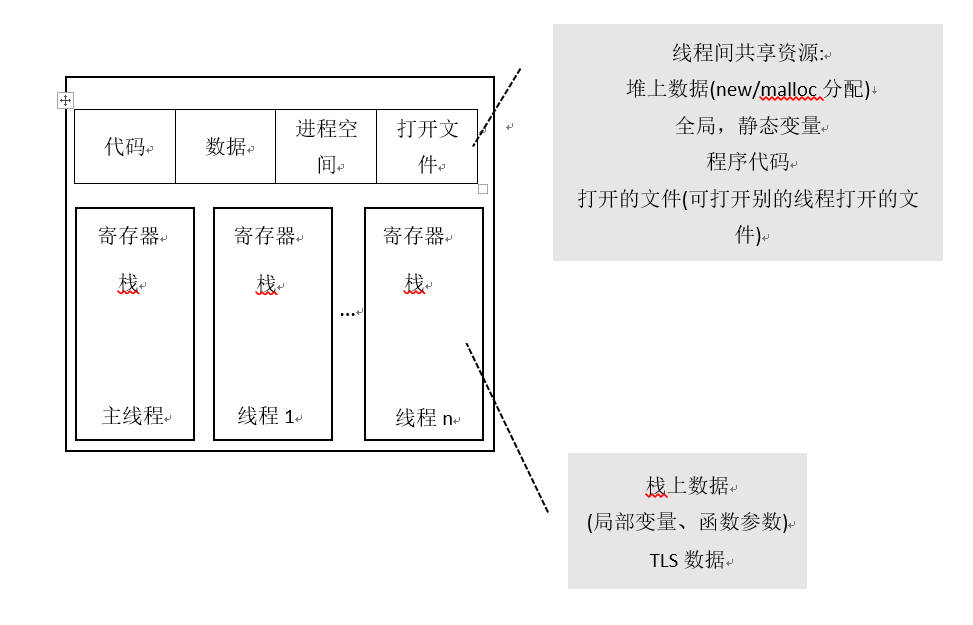 线程间共享资源:
堆上数据(new/malloc 分配)
全局，静态变量
程序代码
打开的文件(可打开别的线程打开的文
件)
代码
数据
进程空
间
打开文
件
寄存器
栈
主线程
寄存器
栈
线程 1
...
寄存器
栈
线程 n
栈上数据
(局部变量、函数参数)
TLS 数据